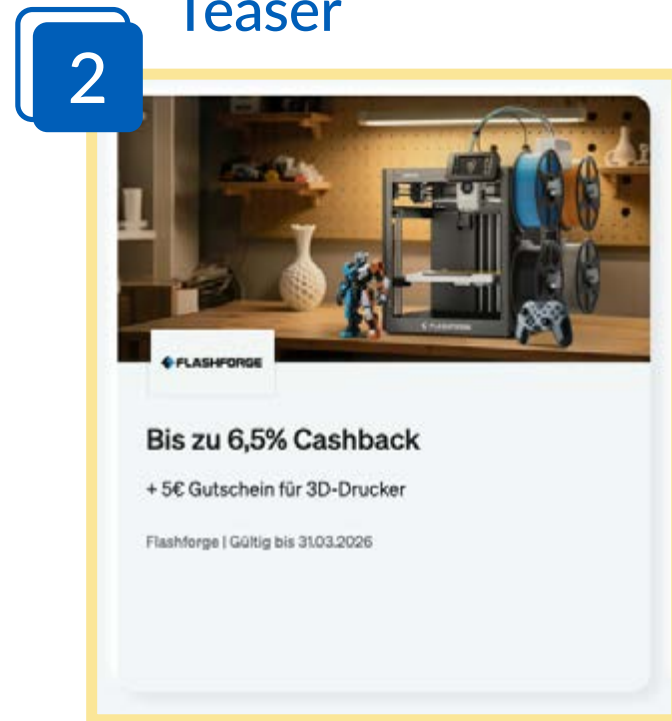 Teaser
2
FLASHFORGE
FLASHFORGE
Bis zu 6,5% Cashback
+ 5€ Gutschein für 3D-Drucker
Flashforge | Gültig bis 31.03.2026